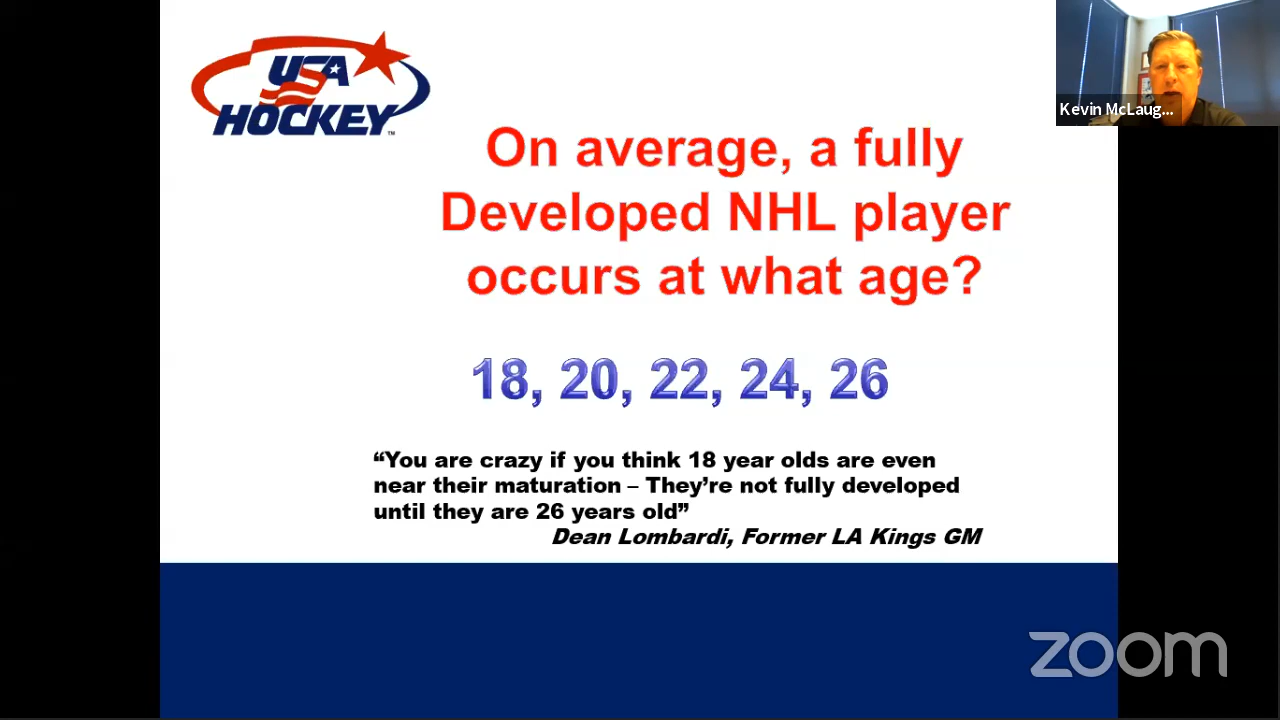 USA
HOCKEY™
Kevin McLaug...
On average, a fully
Developed NHL player
occurs at what age?
18, 20, 22, 24, 26
“You are crazy if you think 18 year olds are even
near their maturation – They’re not fully developed
until they are 26 years old”
Dean Lombardi, Former LA Kings GM
zoom